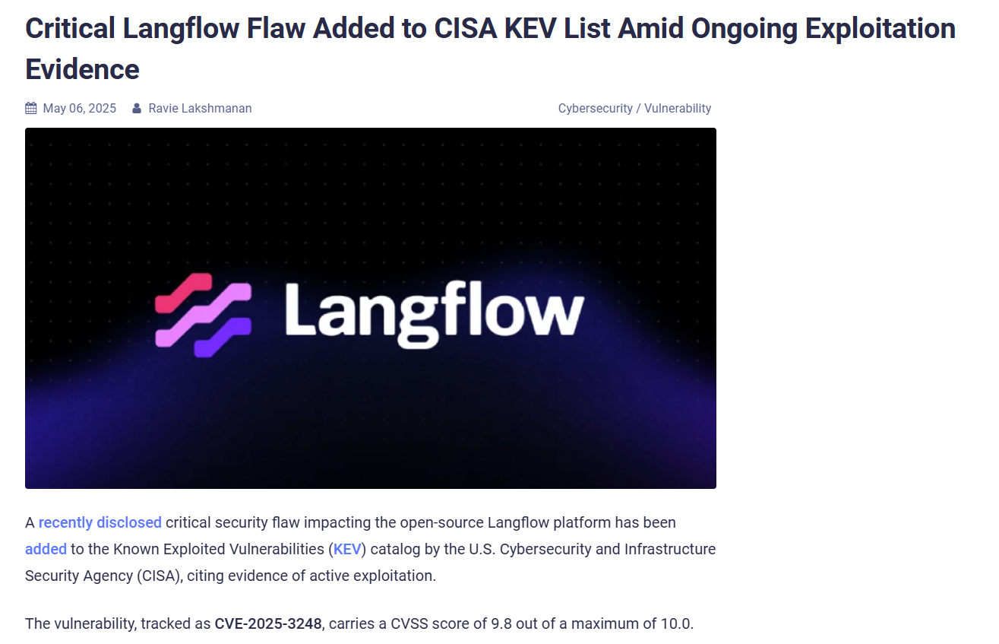 Critical Langflow Flaw Added to CISA KEV List Amid Ongoing Exploitation
Evidence
May 06, 2025 Ravie Lakshmanan Cybersecurity / Vulnerability
Langflow
A recently disclosed critical security flaw impacting the open-source Langflow platform has been
added to the Known Exploited Vulnerabilities (KEV) catalog by the U.S. Cybersecurity and Infrastructure
Security Agency (CISA), citing evidence of active exploitation.
The vulnerability, tracked as CVE-2025-3248, carries a CVSS score of 9.8 out of a maximum of 10.0.